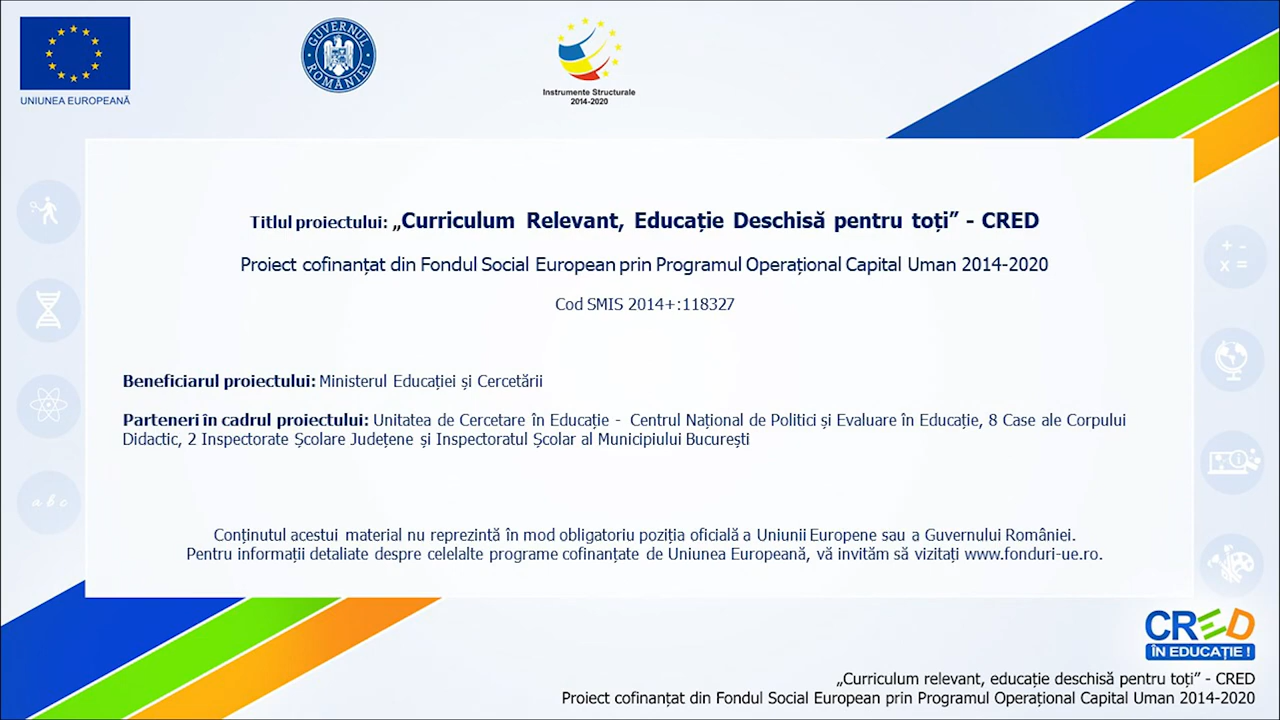 UNIUNEA EUROPEANĂ
GUVERNUL ROMÂNIEI
Instrumente Structurale
2014-2020
Titlul proiectului: „Curriculum Relevant, Educație Deschisă pentru toți” - CRED
Proiect cofinanțat din Fondul Social European prin Programul Operațional Capital Uman 2014-2020
Cod SMIS 2014+:118327
Beneficiarul proiectului: Ministerul Educației și Cercetării
Parteneri în cadrul proiectului: Unitatea de Cercetare în Educație - Centrul Național de Politici și Evaluare în Educație, 8 Case ale Corpului
Didactic, 2 Inspectorate Școlare Județene și Inspectoratul Școlar al Municipiului București
Conținutul acestui material nu reprezintă în mod obligatoriu poziția oficială a Uniunii Europene sau a Guvernului României.
Pentru informații detaliate despre celelalte programe cofinanțate de Uniunea Europeană, vă invităm să vizitați www.fonduri-ue.ro.
+ -
x =
a b c
CRED
ÎN EDUCAȚIE !
„Curriculum relevant, educație deschisă pentru toți” - CRED
Proiect cofinanțat din Fondul Social European prin Programul Operațional Capital Uman 2014-2020